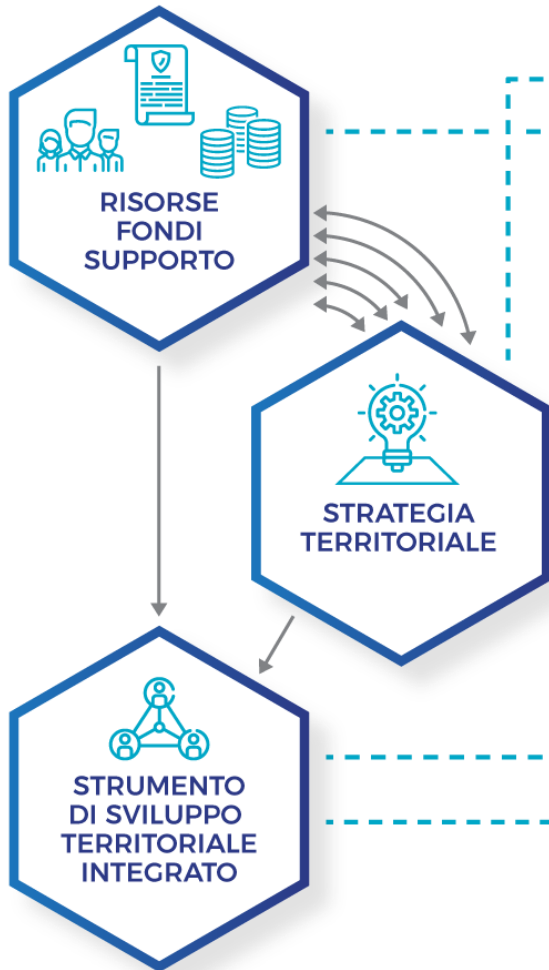 RISORSE
FONDI
SUPPORTO
STRATEGIA
TERRITORIALE
STRUMENTO
DI SVILUPPO
TERRITORIALE
INTEGRATO